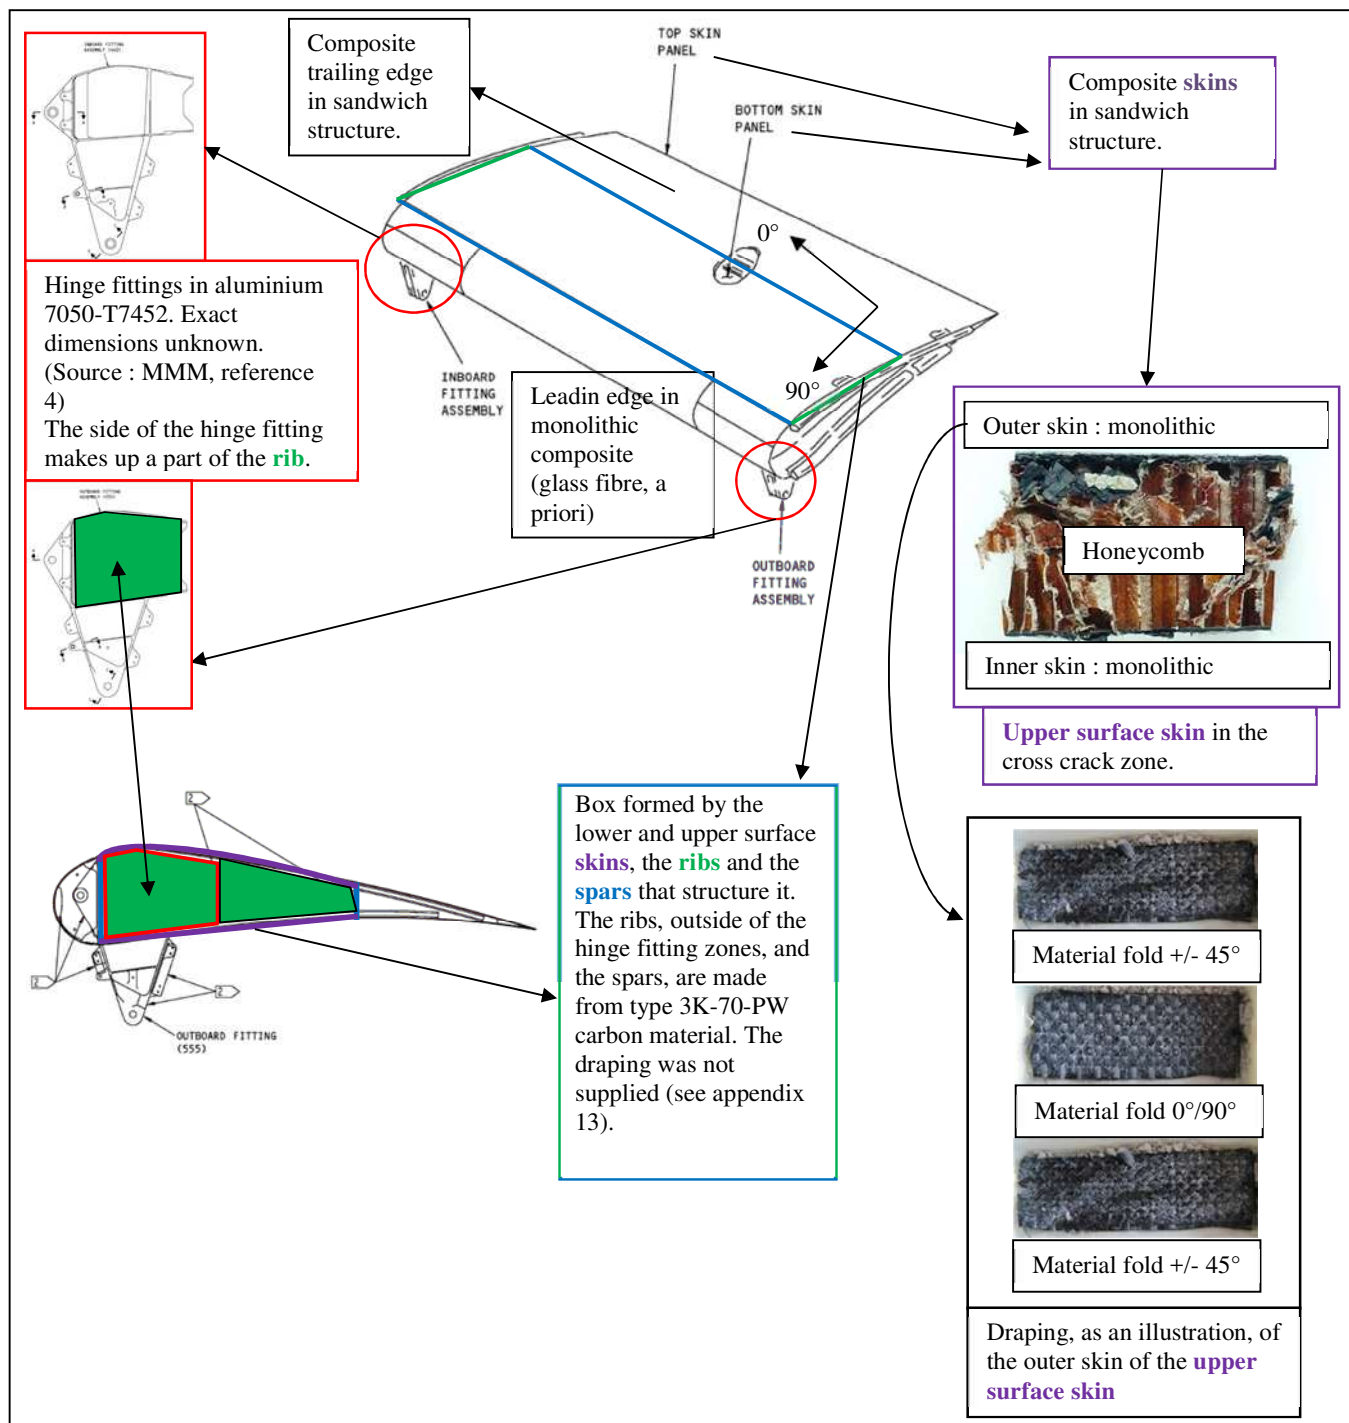 INBOARD FITTING
TOP SKIN
PANEL
Composite
trailing edge
in sandwich
structure.
BOTTOM SKIN
PANEL
Composite skins
in sandwich
structure.
0°
90°
Hinge fittings in aluminium
7050-T7452. Exact
dimensions unknown.
(Source : MMM, reference
4)
The side of the hinge fitting
makes up a part of the rib.
INBOARD
FITTING
ASSEMBLY
Leadin edge in
monolithic
composite
(glass fibre, a
priori)
OUTBOARD FITTING
OUTBOARD
FITTING
ASSEMBLY
Outer skin : monolithic
Honeycomb
Inner skin : monolithic
Upper surface skin in the
cross crack zone.
2
2
2
OUTBOARD FITTING
(555)
Box formed by the
lower and upper surface
skins, the ribs and the
spars that structure it.
The ribs, outside of the
hinge fitting zones, and
the spars, are made
from type 3K-70-PW
carbon material. The
draping was not
supplied (see appendix
13).
Material fold +/- 45°
Material fold 0°/90°
Material fold +/- 45°
Draping, as an illustration, of
the outer skin of the upper
surface skin